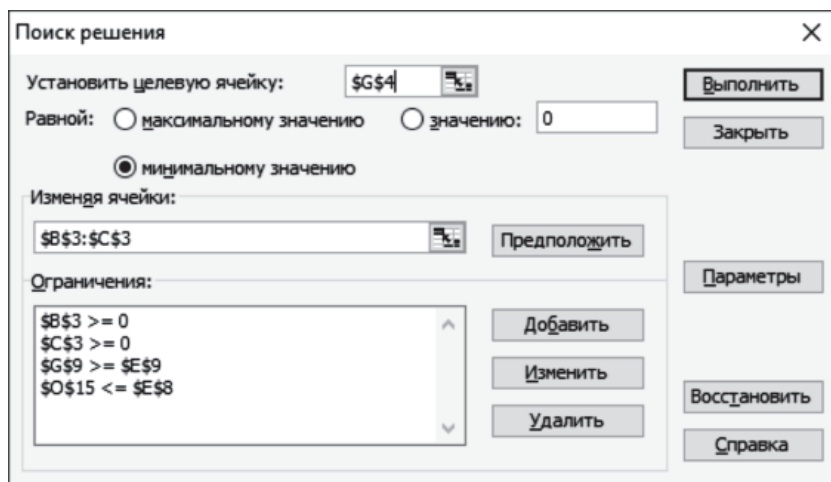 Поиск решения
Установить целевую ячейку: $G$4
Выполнить
Равной: максимальному значению значению: 0
Закрыть
минимальному значению
Изменяя ячейки:
$B$3:$C$3
Предположить
Ограничения:
Параметры
$B$3 >= 0
$C$3 >= 0
$G$9 >= $E$9
$O$15 <= $E$8
Добавить
Изменить
Удалить
Восстановить
Справка